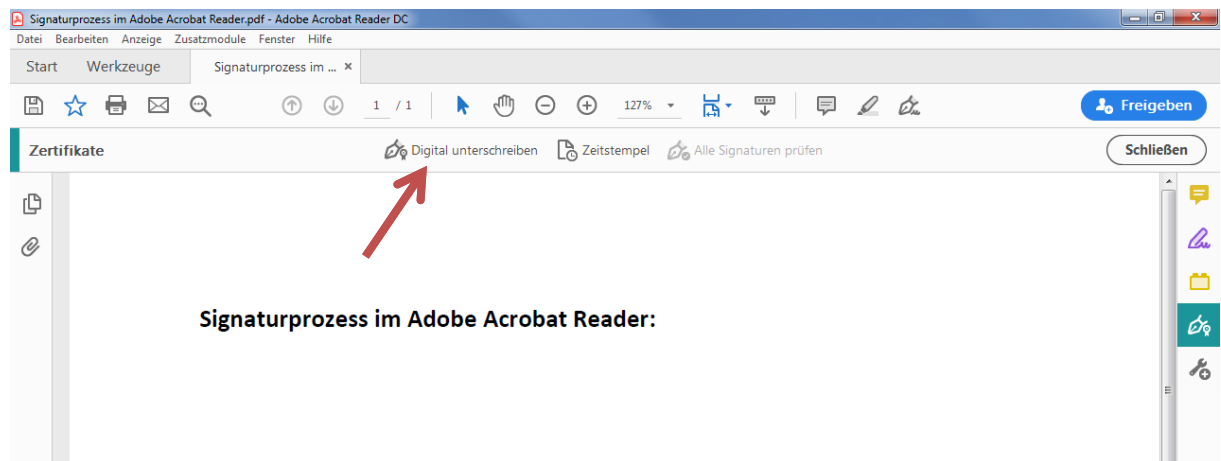 Signaturprozess im Adobe Acrobat Reader.pdf - Adobe Acrobat Reader DC
Datei Bearbeiten Anzeige Zusatzmodule Fenster Hilfe
Start Werkzeuge Signaturprozess im ... ×
1 / 1 127% Freigeben
Zertifikate Digital unterschreiben Zeitstempel Alle Signaturen prüfen Schließen
Signaturprozess im Adobe Acrobat Reader: